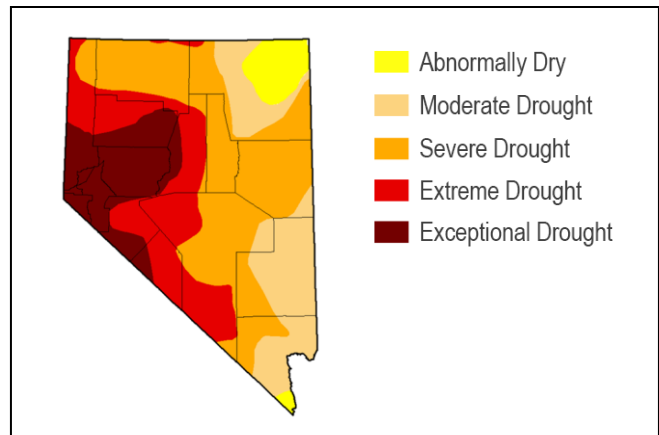 Abnormally Dry
Moderate Drought
Severe Drought
Extreme Drought
Exceptional Drought